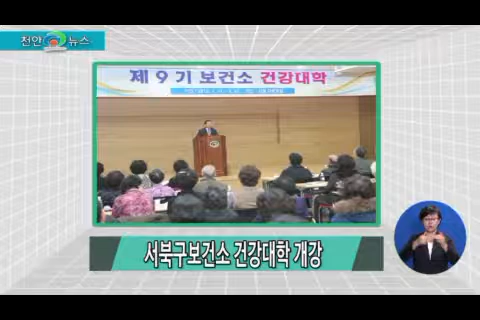 천안 뉴스
제 9 기 보건소 건강대학
서북구보건소 건강대학 개강